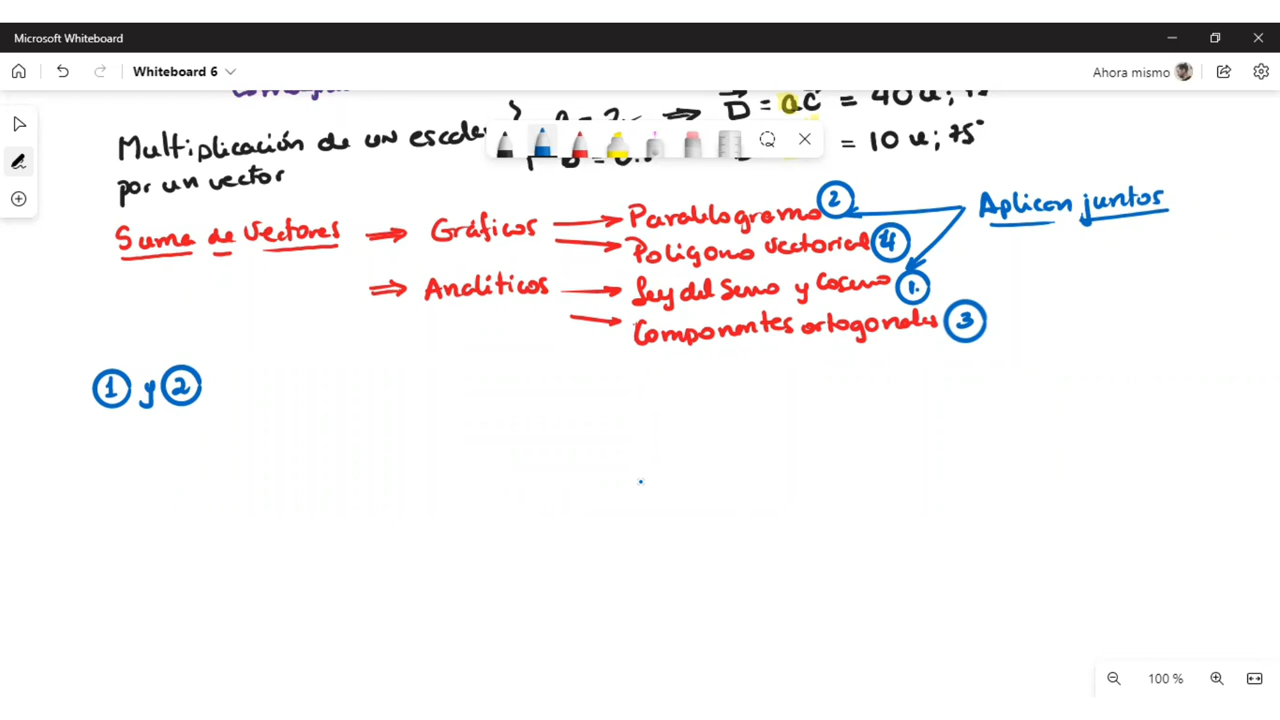 Microsoft Whiteboard
Whiteboard 6
Ahora mismo
D = aC = 40 u;
Multiplicación de un escalar
= 10 u; 75°
por un vector
Suma de Vectores ⇒ Gráficos → Paralelogramo 2
Aplican juntos
→ Polígono vectorial 4
⇒ Analíticos → Ley del Seno y Coseno 1.
→ Componentes ortogonales 3
1 y 2
100 %